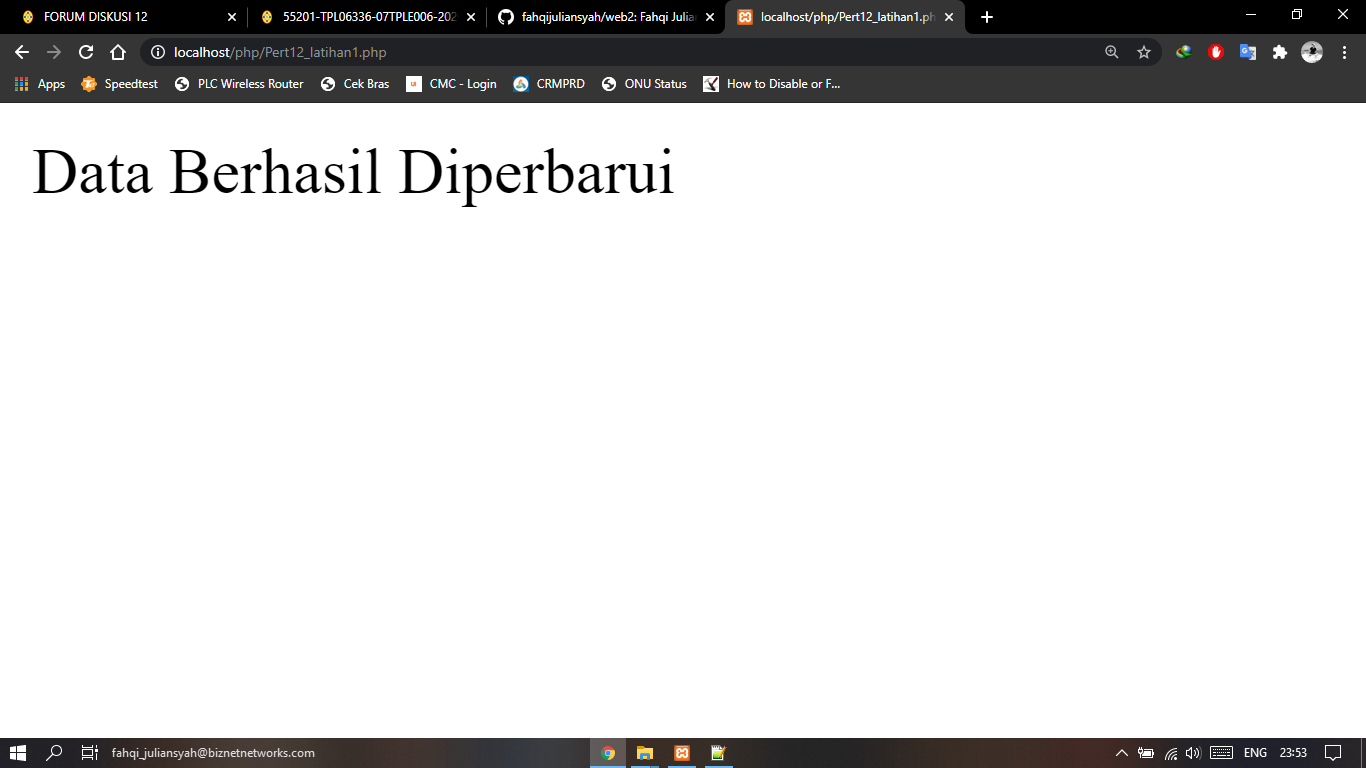 FORUM DISKUSI 12
55201-TPL06336-07TPLE006-202
fahqijuliansyah/web2: Fahqi Julia
localhost/php/Pert12_latihan1.ph
localhost/php/Pert12_latihan1.php
Apps
Speedtest
PLC Wireless Router
Cek Bras
CMC - Login
CRMPRD
ONU Status
How to Disable or F...
Data Berhasil Diperbarui
fahqi_juliansyah@biznetnetworks.com
ENG
23:53